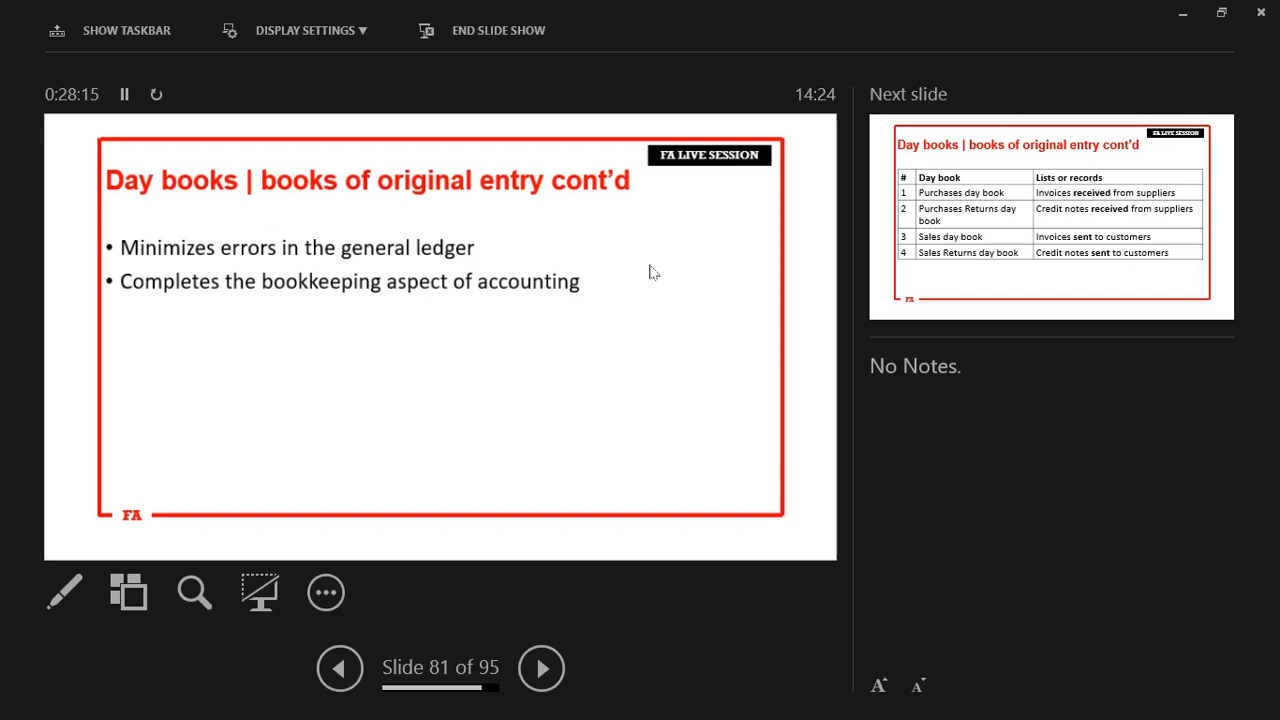 SHOW TASKBAR
DISPLAY SETTINGS ▼
END SLIDE SHOW
0:28:15
14:24
Next slide
FA LIVE SESSION
Day books | books of original entry cont’d
• Minimizes errors in the general ledger
• Completes the bookkeeping aspect of accounting
FA
FA LIVE SESSION
Day books | books of original entry cont’d
# Day book Lists or records
1 Purchases day book Invoices received from suppliers
2 Purchases Returns day book Credit notes received from suppliers
3 Sales day book Invoices sent to customers
4 Sales Returns day book Credit notes sent to customers
FA
No Notes.
Slide 81 of 95
A A